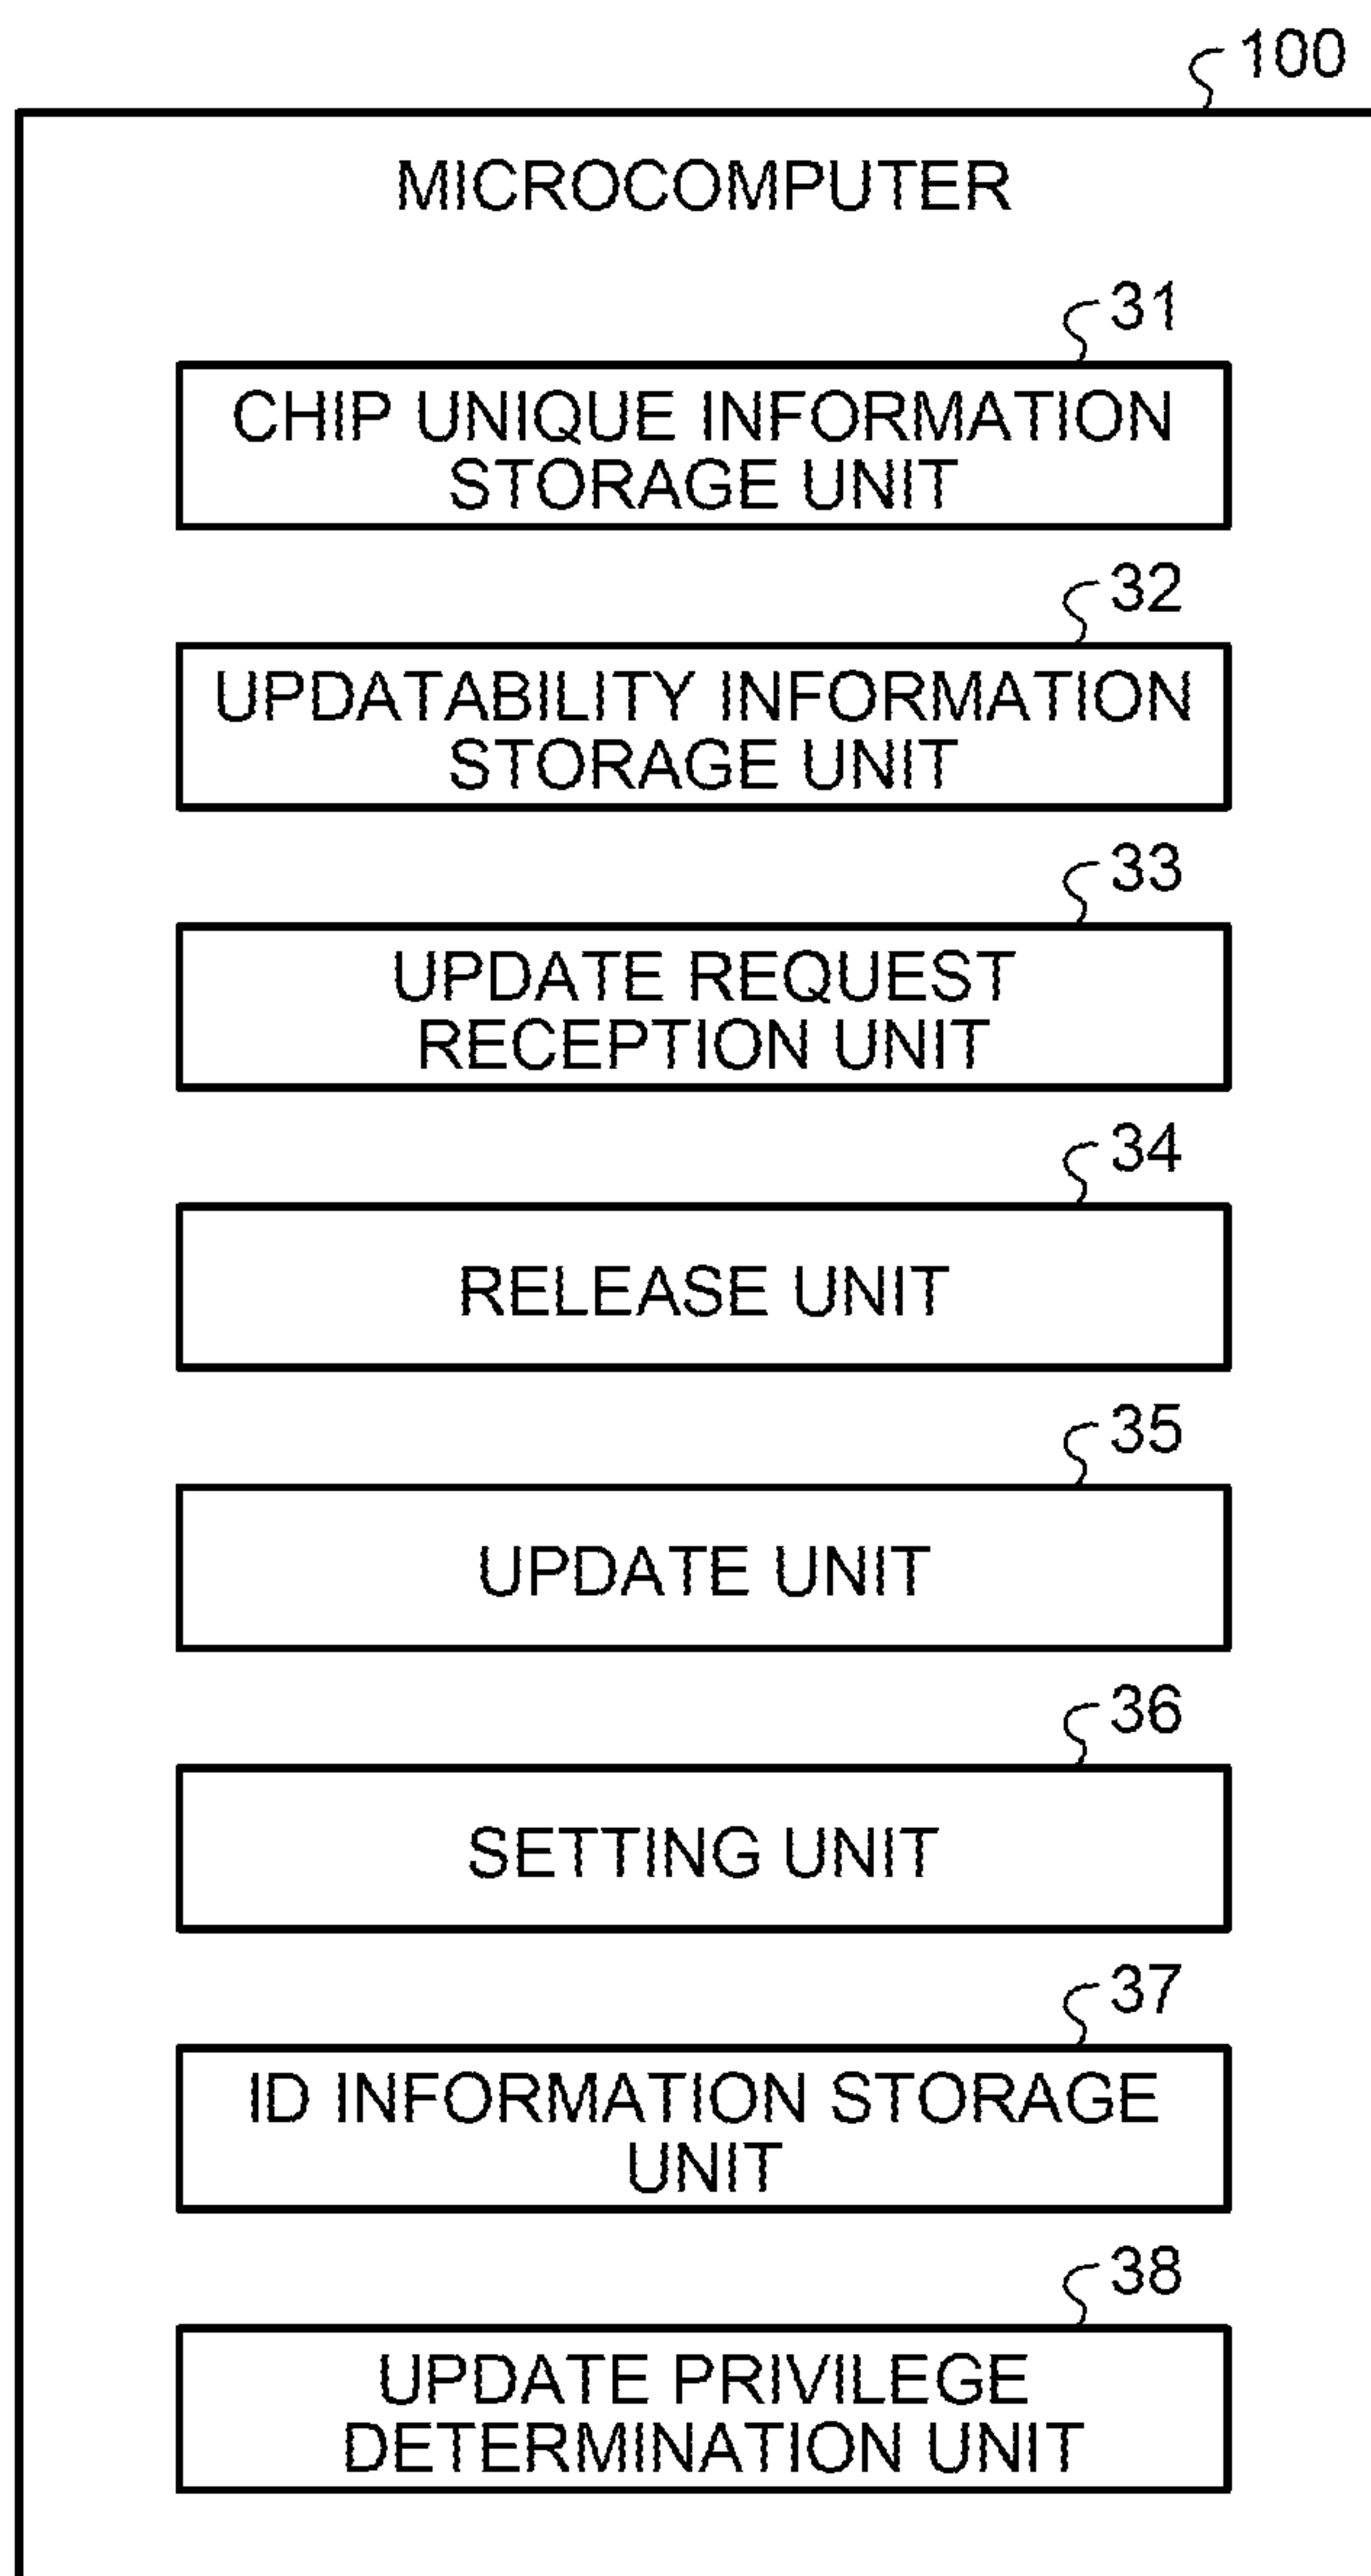 100
MICROCOMPUTER
31
CHIP UNIQUE INFORMATION
STORAGE UNIT
32
UPDATABILITY INFORMATION
STORAGE UNIT
33
UPDATE REQUEST
RECEPTION UNIT
34
RELEASE UNIT
35
UPDATE UNIT
36
SETTING UNIT
37
ID INFORMATION STORAGE
UNIT
38
UPDATE PRIVILEGE
DETERMINATION UNIT